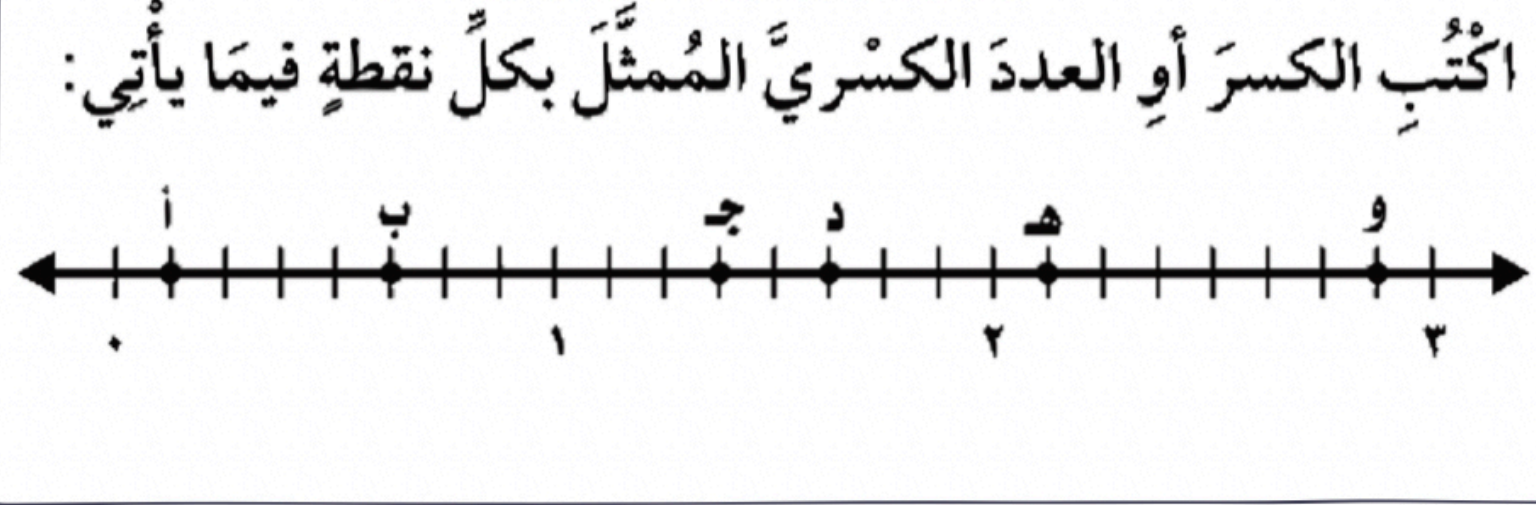 اكْتُبِ الكسرَ أوِ العددَ الكسْريَّ المُمثَّلَ بكلِّ نقطةٍ فيمَا يأْتِي:
أ ب جـ د هـ و
٠ ١ ٢ ٣